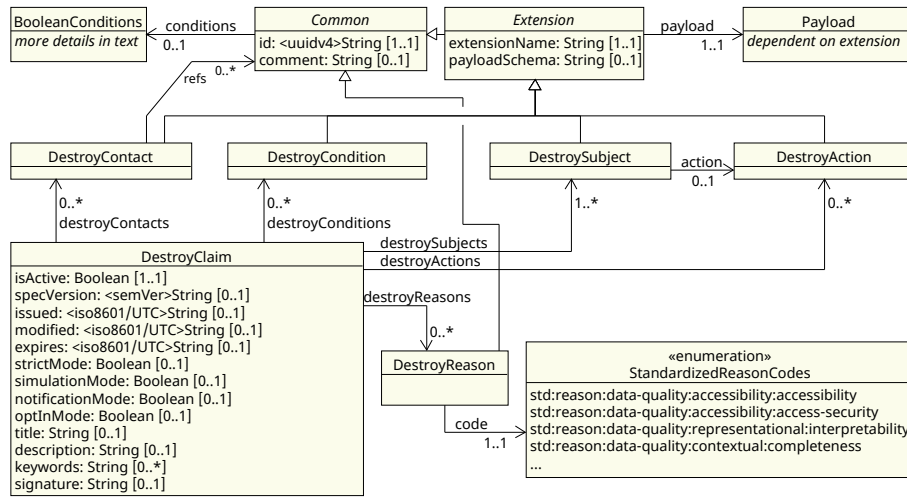 BooleanConditions
more details in text
conditions
0..1
Common
id: <uuidv4>String [1..1]
comment: String [0..1]
Extension
extensionName: String [1..1]
payloadSchema: String [0..1]
payload
1..1
Payload
dependent on extension
refs
0..*
DestroyContact
DestroyCondition
DestroySubject
action
0..1
DestroyAction
0..*
destroyContacts
0..*
destroyConditions
1..*
0..*
DestroyClaim
isActive: Boolean [1..1]
specVersion: <semVer>String [0..1]
issued: <iso8601/UTC>String [0..1]
modified: <iso8601/UTC>String [0..1]
expires: <iso8601/UTC>String [0..1]
strictMode: Boolean [0..1]
simulationMode: Boolean [0..1]
notificationMode: Boolean [0..1]
optInMode: Boolean [0..1]
title: String [0..1]
description: String [0..1]
keywords: String [0..*]
signature: String [0..1]
destroySubjects
destroyActions
destroyReasons
0..*
DestroyReason
code
1..1
«enumeration»
StandardizedReasonCodes
std:reason:data-quality:accessibility:accessibility
std:reason:data-quality:accessibility:access-security
std:reason:data-quality:representational:interpretability
std:reason:data-quality:contextual:completeness
...